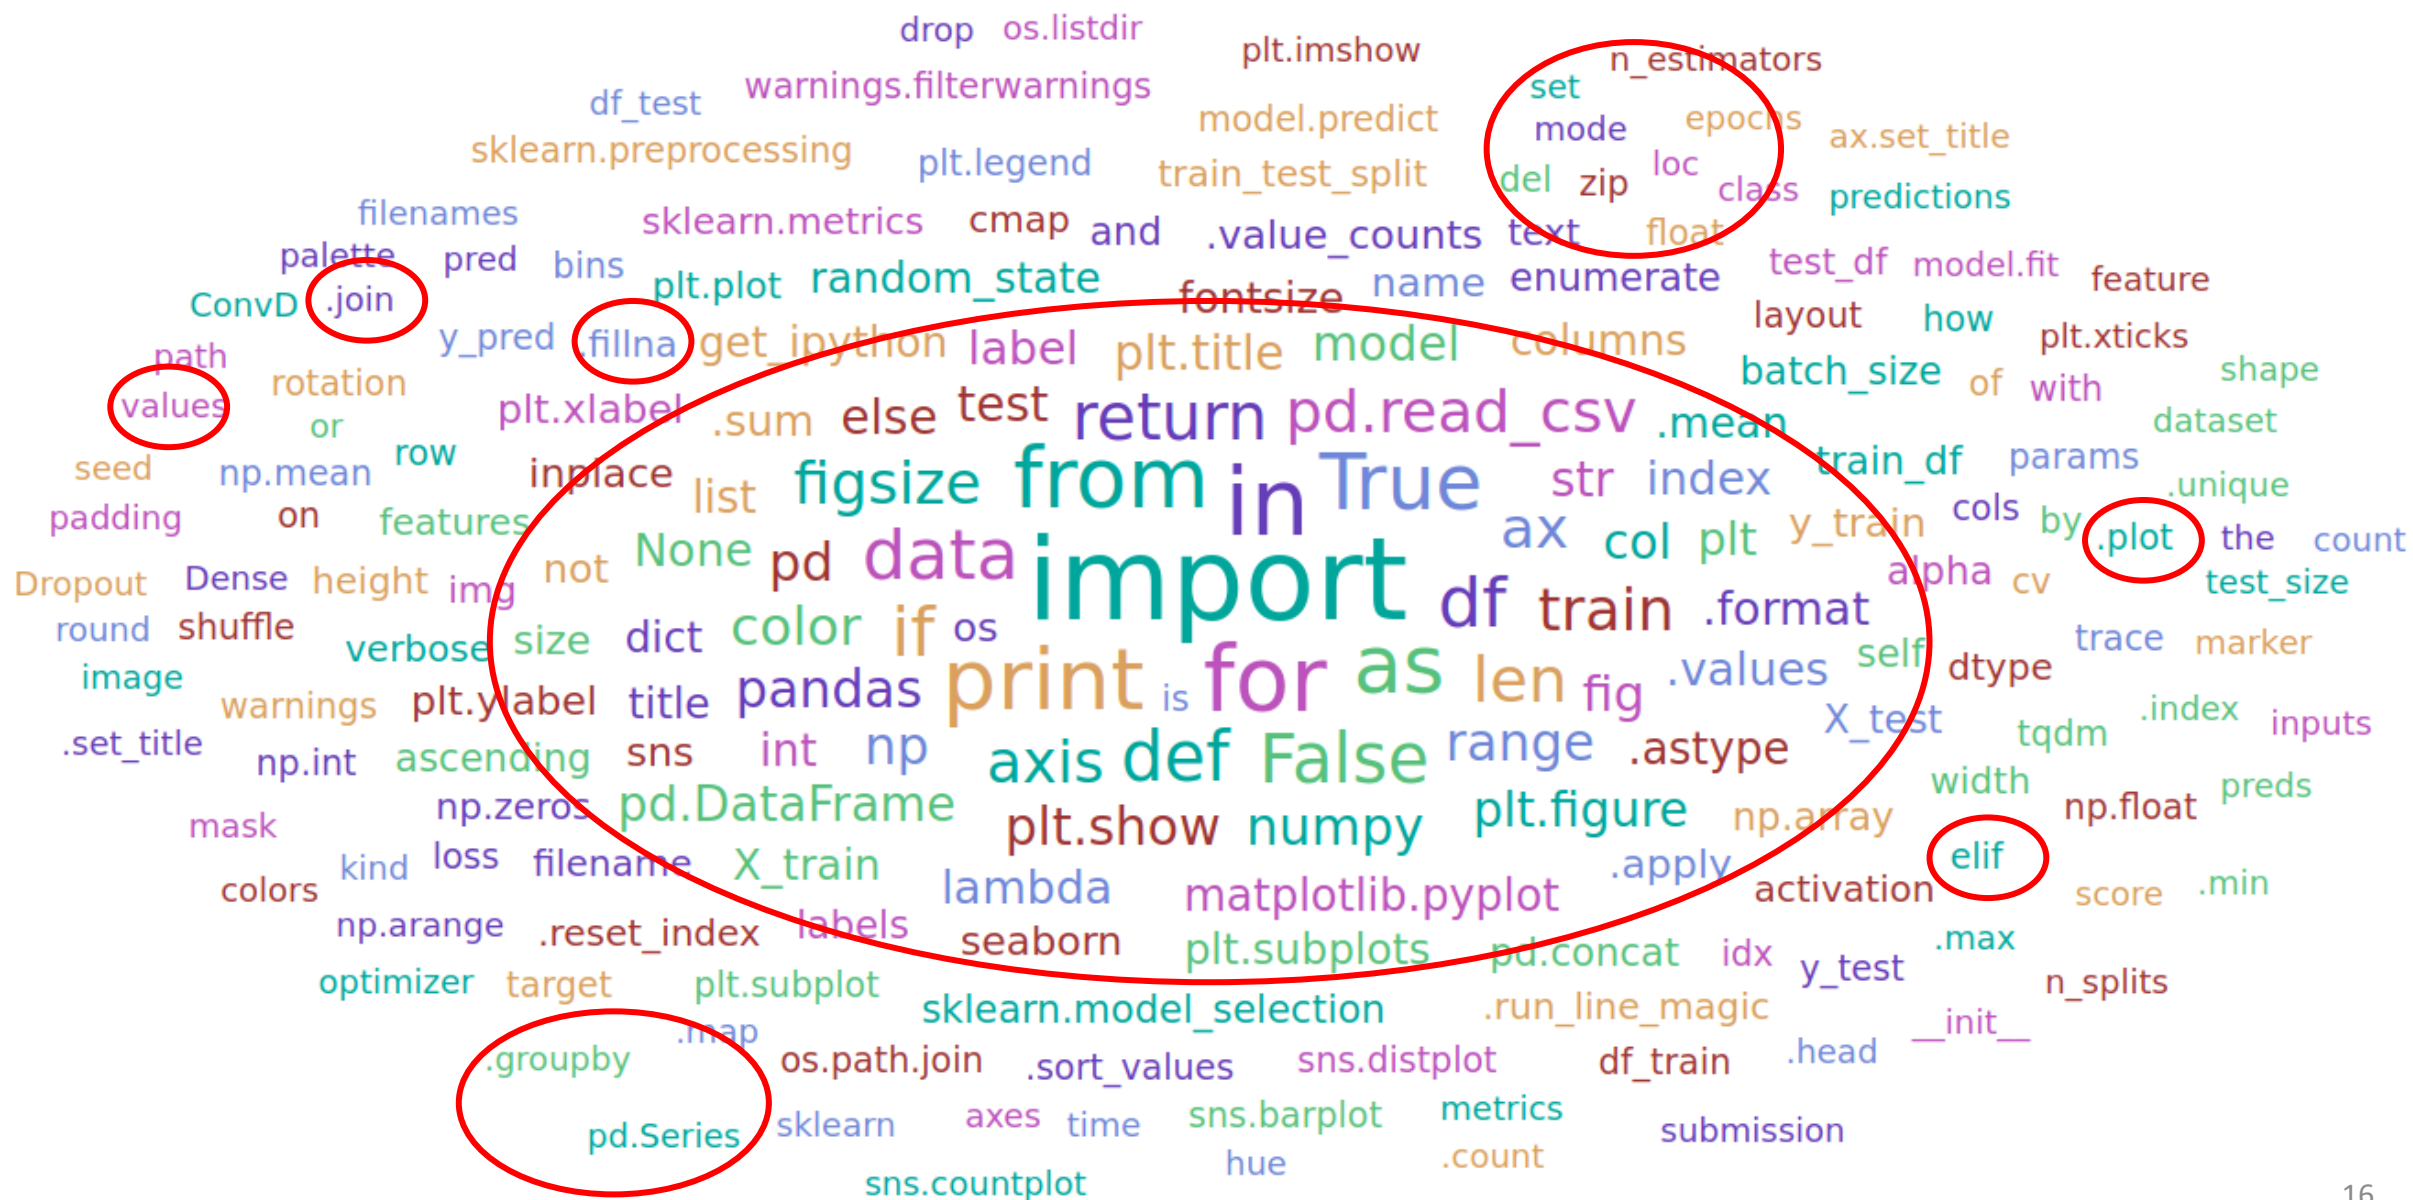 drop os.listdir
plt.imshow
n_estimators
warnings.filterwarnings
set
df_test
model.predict
mode epochs
ax.set_title
sklearn.preprocessing
plt.legend
train_test_split
loc
del zip class
predictions
filenames
sklearn.metrics
cmap
and
.value_counts
text
float
palette
pred
bins
plt.plot
random_state
fontsize
name
enumerate
test_df
model.fit
feature
ConvD
.join
y_pred
.fillna
get_ipython
label
plt.title
model
columns
layout
how
plt.xticks
path
rotation
batch_size
of
with
shape
values
or
plt.xlabel
.sum
else
test
return
pd.read_csv
.mean
dataset
seed
np.mean
row
inplace
list
figsize
from
in
True
str
index
train_df
params
.unique
padding
on
features
not
None
pd
data
import
ax
col
plt
y_train
cols
by
.plot
the
count
Dropout
Dense
height
img
alpha
cv
test_size
round
shuffle
verbose
size
dict
color
if
os
df
train
.format
trace
marker
image
warnings
plt.ylabel
title
pandas
print
is
for
as
len
fig
.values
self
dtype
.set_title
np.int
ascending
sns
int
np
axis
def
False
range
.astype
X_test
tqdm
.index
inputs
mask
np.zeros
pd.DataFrame
plt.show
numpy
plt.figure
np.array
width
np.float
preds
colors
kind
loss
filename
X_train
lambda
matplotlib.pyplot
.apply
activation
elif
score
.min
np.arange
.reset_index
labels
seaborn
plt.subplots
pd.concat
idx
y_test
.max
optimizer
target
plt.subplot
sklearn.model_selection
.run_line_magic
__init__
n_splits
.map
.groupby
os.path.join
.sort_values
sns.distplot
df_train
.head
pd.Series
sklearn
axes
time
sns.barplot
metrics
submission
hue
.count
sns.countplot
16